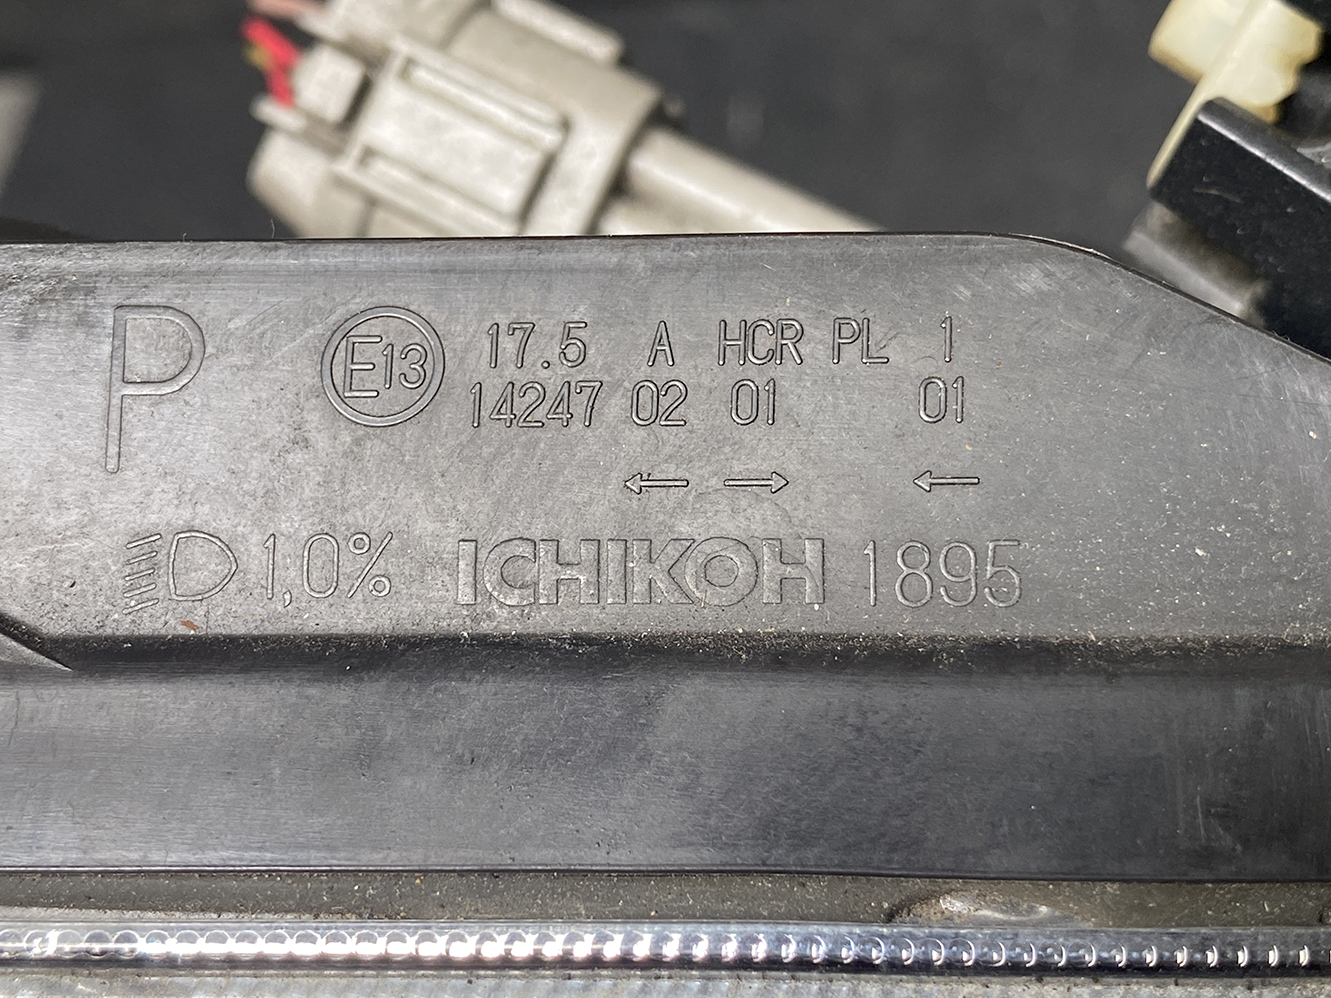 P E13 17.5 A HCR PL 1
14247 02 01 01
← → ←
1,0% ICHIKOH 1895